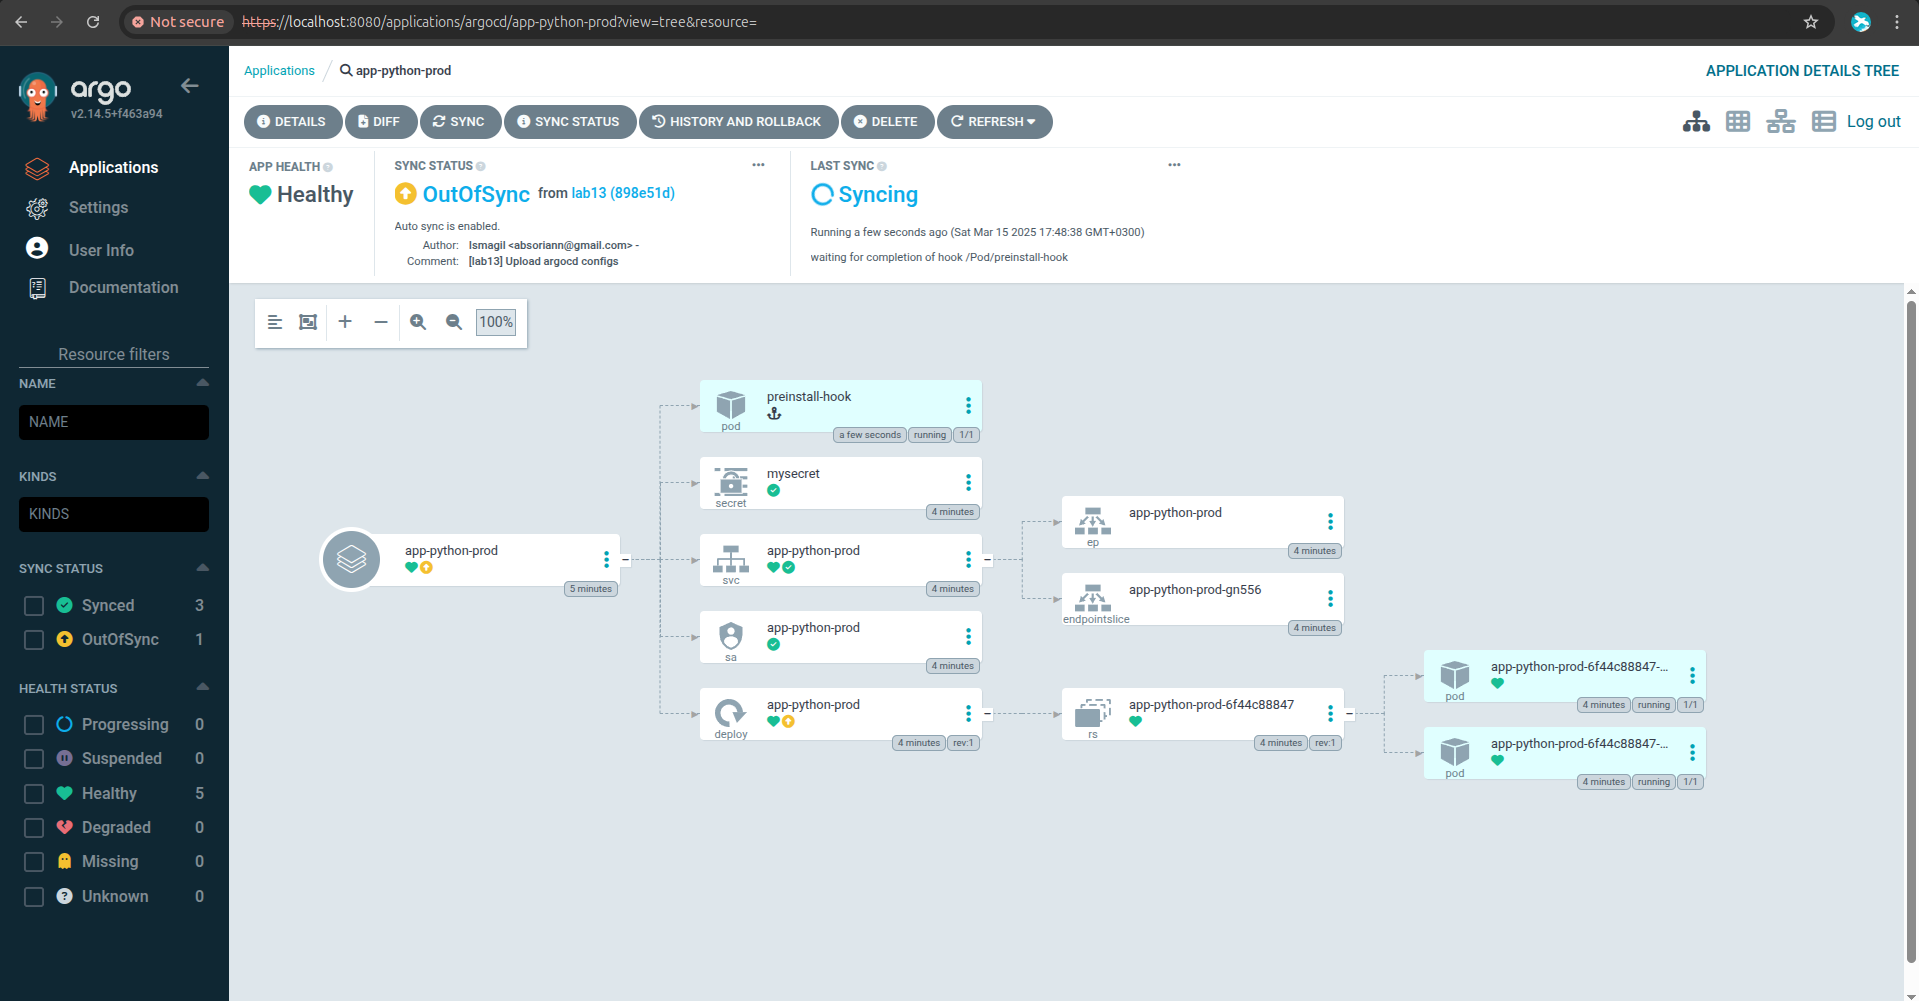 Not secure
https://localhost:8080/applications/argocd/app-python-prod?view=tree&resource=
argo
v2.14.5+f463a94
Applications
Settings
User Info
Documentation
Resource filters
NAME
NAME
KINDS
KINDS
SYNC STATUS
Synced 3
OutOfSync 1
HEALTH STATUS
Progressing 0
Suspended 0
Healthy 5
Degraded 0
Missing 0
Unknown 0
Applications / app-python-prod
APPLICATION DETAILS TREE
DETAILS DIFF SYNC SYNC STATUS HISTORY AND ROLLBACK DELETE REFRESH
Log out
APP HEALTH
Healthy
SYNC STATUS
OutOfSync from lab13 (898e51d)
Auto sync is enabled.
Author: Ismagil <absoriann@gmail.com> -
Comment: [lab13] Upload argocd configs
LAST SYNC
Syncing
Running a few seconds ago (Sat Mar 15 2025 17:48:38 GMT+0300)
waiting for completion of hook /Pod/preinstall-hook
100%
app-python-prod
5 minutes
preinstall-hook
pod
a few seconds running 1/1
mysecret
secret
4 minutes
app-python-prod
svc
4 minutes
app-python-prod
sa
4 minutes
app-python-prod
deploy
4 minutes rev:1
app-python-prod
ep
4 minutes
app-python-prod-gn556
endpointslice
4 minutes
app-python-prod-6f44c88847
rs
4 minutes rev:1
app-python-prod-6f44c88847-...
pod
4 minutes running 1/1
app-python-prod-6f44c88847-...
pod
4 minutes running 1/1